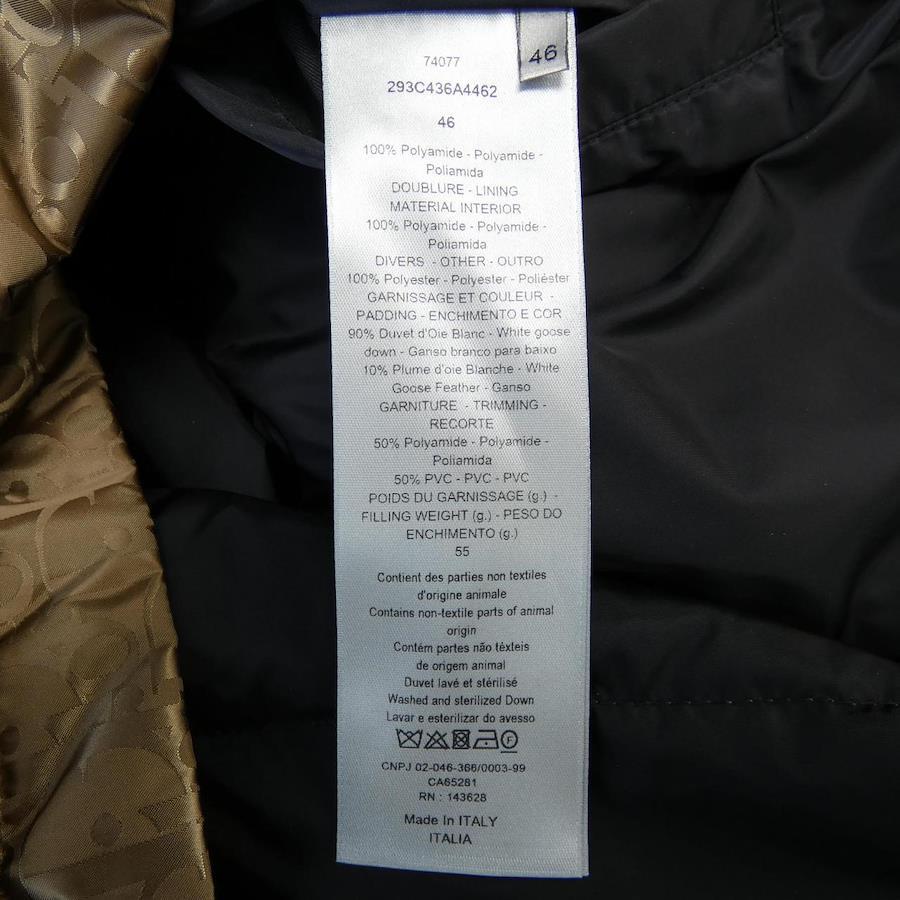 46
74077
293C436A4462
46
100% Polyamide - Polyamide -
Poliamida
DOUBLURE - LINING
MATERIAL INTERIOR
100% Polyamide - Polyamide -
Poliamida
DIVERS - OTHER - OUTRO
100% Polyester - Polyester - Poliéster
GARNISSAGE ET COULEUR -
PADDING - ENCHIMENTO E COR
90% Duvet d'Oie Blanc - White goose
down - Ganso branco para baixo
10% Plume d'oie Blanche - White
Goose Feather - Ganso
GARNITURE - TRIMMING -
RECORTE
50% Polyamide - Polyamide -
Poliamida
50% PVC - PVC - PVC
POIDS DU GARNISSAGE (g.) -
FILLING WEIGHT (g.) - PESO DO
ENCHIMENTO (g.)
55
Contient des parties non textiles
d'origine animale
Contains non-textile parts of animal
origin
Contém partes não têxteis
de origem animal
Duvet lavé et stérilisé
Washed and sterilized Down
Lavar e esterilizar do avesso
F
CNPJ 02-046-366/0003-99
CA65281
RN : 143628
Made In ITALY
ITALIA